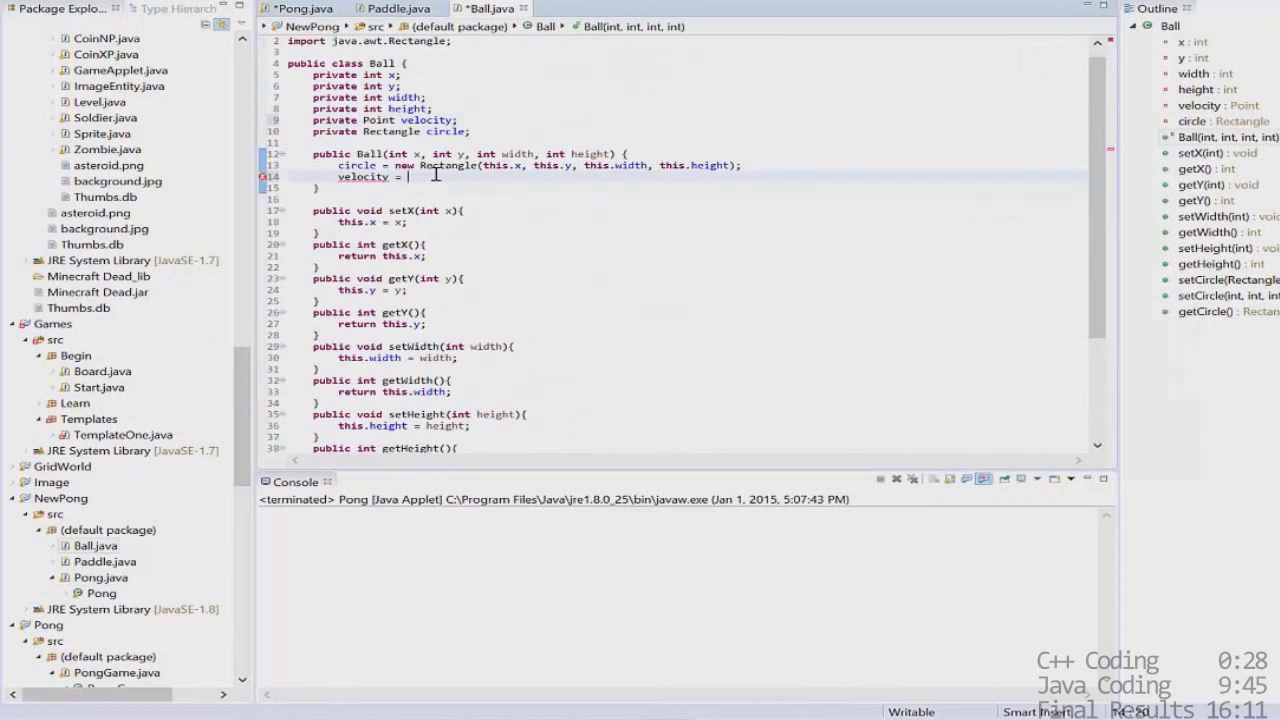 Package Explo...
Type Hierarch
CoinNP.java
CoinXP.java
GameApplet.java
ImageEntity.java
Level.java
Soldier.java
Sprite.java
Zombie.java
asteroid.png
background.jpg
Thumbs.db
asteroid.png
background.jpg
Thumbs.db
JRE System Library [JavaSE-1.7]
Minecraft Dead_lib
Minecraft Dead.jar
Thumbs.db
Games
src
Begin
Board.java
Start.java
Learn
Templates
TemplateOne.java
JRE System Library [JavaSE-1.7]
GridWorld
Image
NewPong
src
(default package)
Ball.java
Paddle.java
Pong.java
Pong
JRE System Library [JavaSE-1.8]
Pong
src
(default package)
PongGame.java
*Pong.java
Paddle.java
*Ball.java
NewPong src (default package) Ball Ball(int, int, int, int)
2 import java.awt.Rectangle;
3
4 public class Ball {
5 private int x;
6 private int y;
7 private int width;
8 private int height;
9 private Point velocity;
10 private Rectangle circle;
11
12 public Ball(int x, int y, int width, int height) {
13 circle = new Rectangle(this.x, this.y, this.width, this.height);
14 velocity =
15 }
16
17 public void setX(int x){
18 this.x = x;
19 }
20 public int getX(){
21 return this.x;
22 }
23 public void getY(int y){
24 this.y = y;
25 }
26 public int getY(){
27 return this.y;
28 }
29 public void setWidth(int width){
30 this.width = width;
31 }
32 public int getWidth(){
33 return this.width;
34 }
35 public void setHeight(int height){
36 this.height = height;
37 }
38 public int getHeight(){
Console
<terminated> Pong [Java Applet] C:\Program Files\Java\jre1.8.0_25\bin\javaw.exe (Jan 1, 2015, 5:07:43 PM)
Outline
Ball
x : int
y : int
width : int
height : int
velocity : Point
circle : Rectangle
Ball(int, int, int, int)
setX(int) : void
getX() : int
getY(int) : void
getY() : int
setWidth(int) : void
getWidth() : int
setHeight(int) : void
getHeight() : int
setCircle(Rectangle
setCircle(int, int, int
getCircle() : Rectan
C++ Coding 0:28
Java Coding 9:45
Final Results 16:11
Writable
Smart Insert
14 : 20